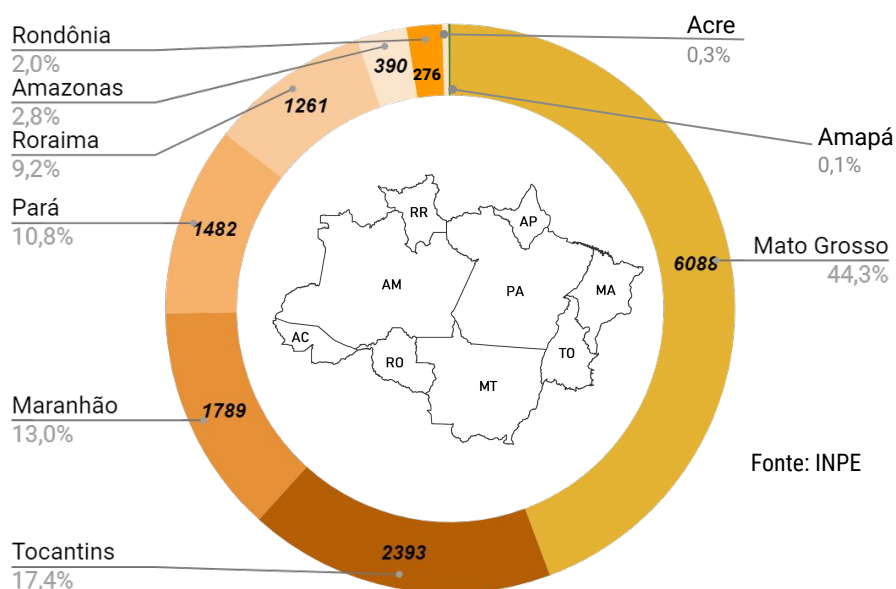 Rondônia
2,0%
Amazonas
2,8%
Roraima
9,2%
Pará
10,8%
Maranhão
13,0%
Tocantins
17,4%
Acre
0,3%
Amapá
0,1%
Mato Grosso
44,3%
276
390
1261
1482
1789
2393
6088
RR
AP
AM
PA
MA
AC
RO
TO
MT
Fonte: INPE